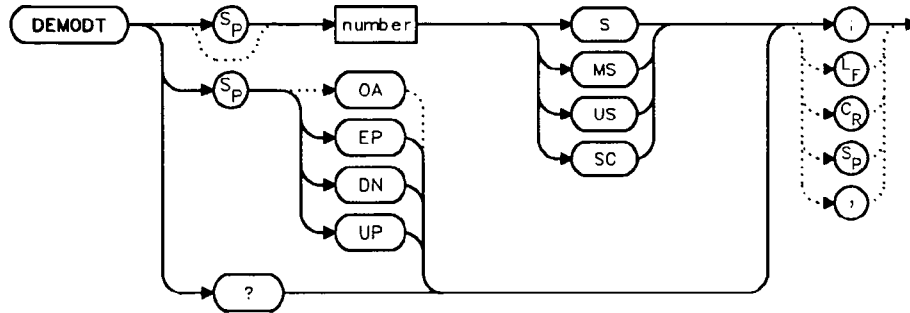 DEMODT
SP
number
S
MS
US
SC
;
LF
CR
SP
,
SP
OA
EP
DN
UP
?